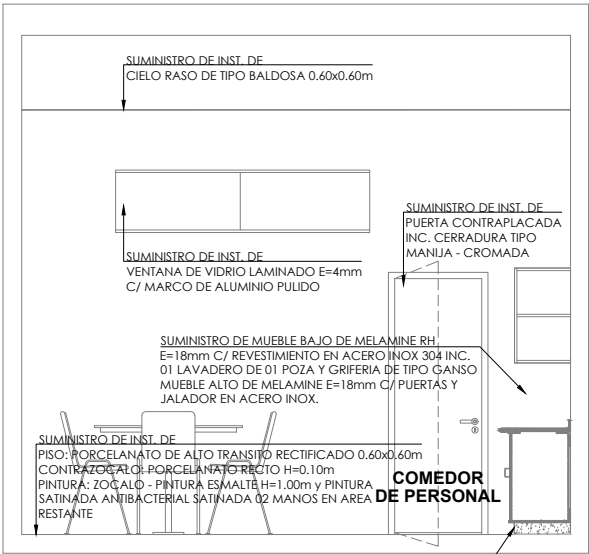 SUMINISTRO DE INST. DE
CIELO RASO DE TIPO BALDOSA 0.60x0.60m
SUMINISTRO DE INST. DE
PUERTA CONTRAPLACADA
INC. CERRADURA TIPO
MANIJA - CROMADA
SUMINISTRO DE INST. DE
VENTANA DE VIDRIO LAMINADO E=4mm
C/ MARCO DE ALUMINIO PULIDO
SUMINISTRO DE MUEBLE BAJO DE MELAMINE RH
E=18mm C/ REVESTIMIENTO EN ACERO INOX 304 INC.
01 LAVADERO DE 01 POZA Y GRIFERIA DE TIPO GANSO
MUEBLE ALTO DE MELAMINE E=18mm C/ PUERTAS Y
JALADOR EN ACERO INOX.
SUMINISTRO DE INST. DE
PISO: PORCELANATO DE ALTO TRANSITO RECTIFICADO 0.60x0.60m
CONTRAZOCALO: PORCELANATO RECTO H=0.10m
PINTURA: ZOCALO - PINTURA ESMALTE H=1.00m y PINTURA
SATINADA ANTIBACTERIAL SATINADA 02 MANOS EN AREA
RESTANTE
COMEDOR
DE PERSONAL